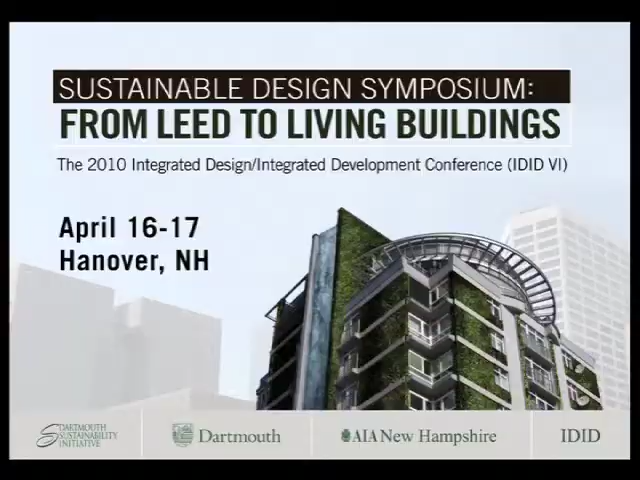 SUSTAINABLE DESIGN SYMPOSIUM:
FROM LEED TO LIVING BUILDINGS
The 2010 Integrated Design/Integrated Development Conference (IDID VI)
April 16-17
Hanover, NH
DARTMOUTH
SUSTAINABILITY
INITIATIVE
Dartmouth
AIA New Hampshire
IDID